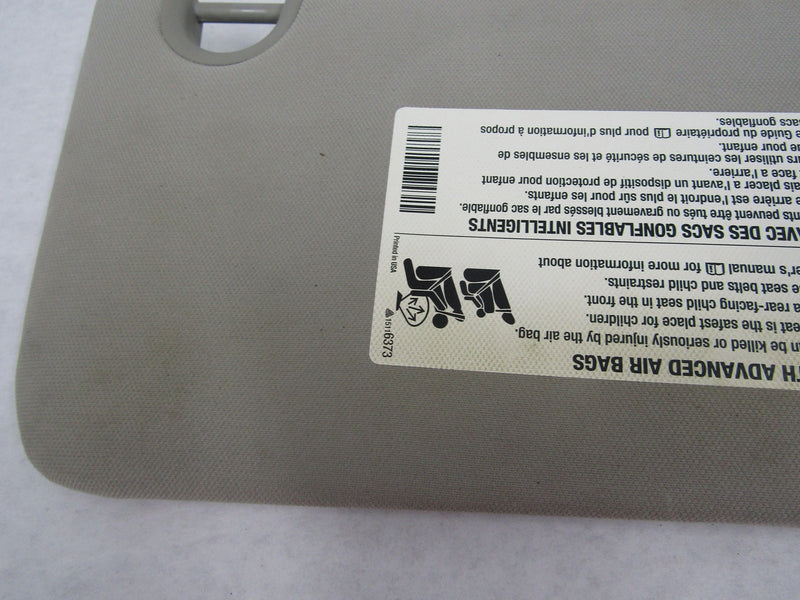 TH ADVANCED AIR BAGS
n be killed or seriously injured by the air bag.
eat is the safest place for children.
a rear-facing child seat in the front.
e seat belts and child restraints.
er's manual for more information about
15116373
Printed in USA
AVEC DES SACS GONFLABLES INTELLIGENTS
nts peuvent être tués ou gravement blessés par le sac gonflable.
e arrière est l'endroit le plus sûr pour les enfants.
ais placer à l'avant un dispositif de protection pour enfant
face à l'arrière.
urs utiliser les ceintures de sécurité et les ensembles de
ue pour enfant.
e Guide du propriétaire pour plus d'information à propos
sacs gonflables.